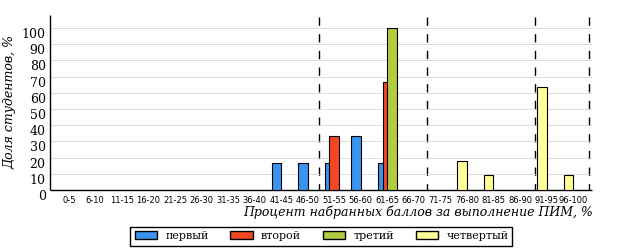 Доля студентов, %
100
90
80
70
60
50
40
30
20
10
0
0-5 6-10 11-15 16-20 21-25 26-30 31-35 36-40 41-45 46-50 51-55 56-60 61-65 66-70 71-75 76-80 81-85 86-90 91-95 96-100
Процент набранных баллов за выполнение ПИМ, %
первый второй третий четвертый